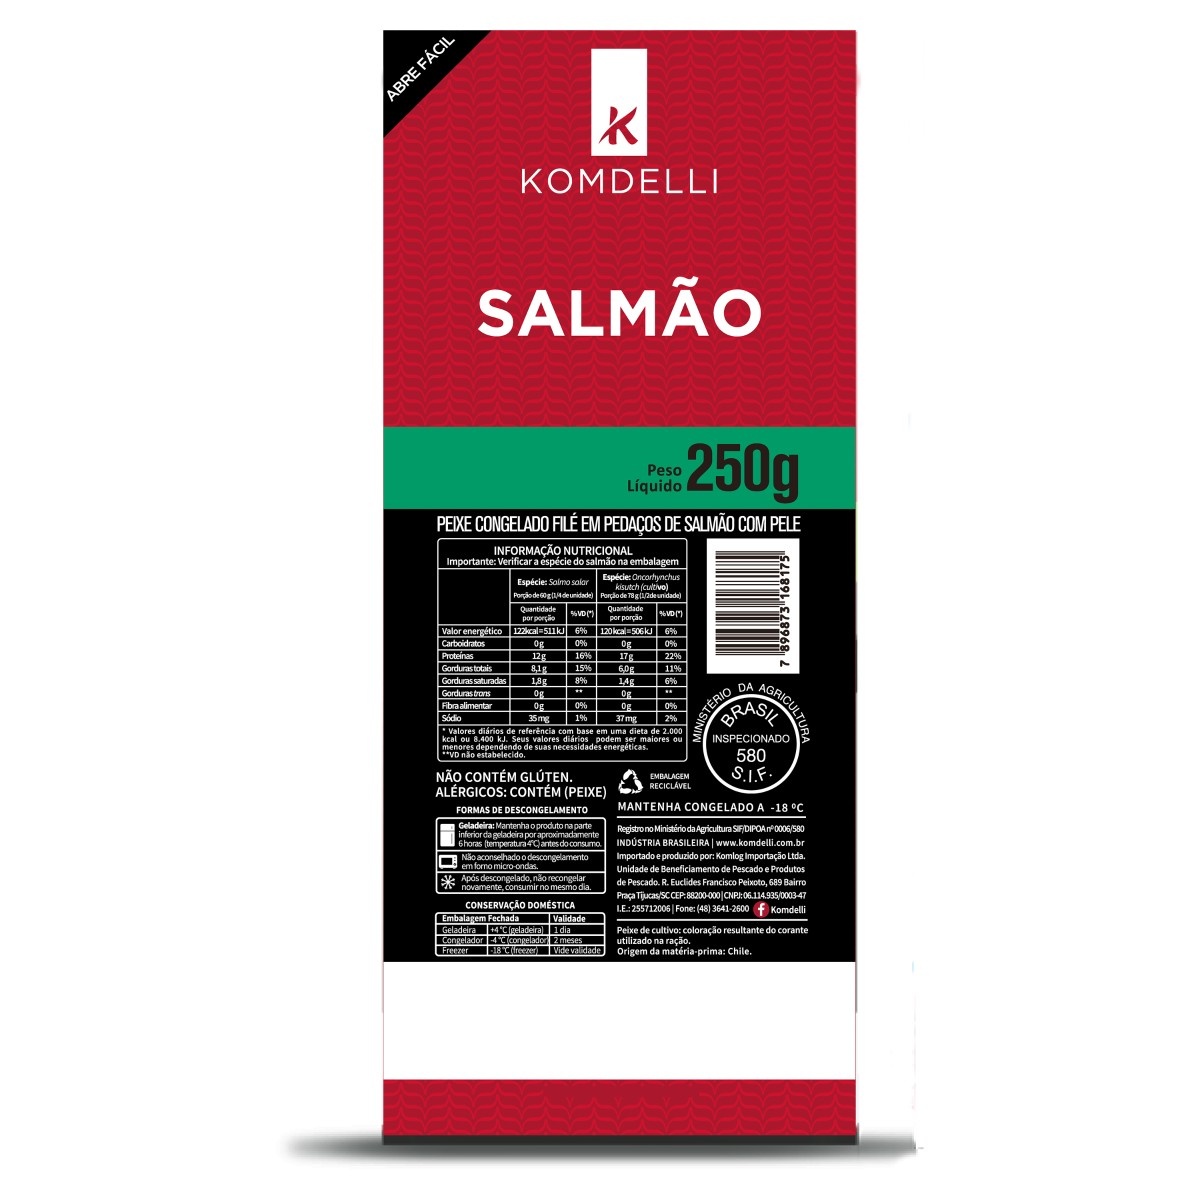 ABRE FÁCIL
K
KOMDELLI
SALMÃO
Peso
Líquido 250g
PEIXE CONGELADO FILÉ EM PEDAÇOS DE SALMÃO COM PELE
INFORMAÇÃO NUTRICIONAL
Importante: Verificar a espécie do salmão na embalagem
Espécie: Salmo salar
Porção de 60 g (1/4 de unidade)
Espécie: Oncorhynchus
kisutch (cultivo)
Porção de 78 g (1/2 de unidade)
Quantidade
por porção
%VD(*)
Quantidade
por porção
%VD(*)
Valor energético 122kcal=511kJ 6% 120kcal=506kJ 6%
Carboidratos 0g 0% 0g 0%
Proteínas 12g 16% 17g 22%
Gorduras totais 8,1g 15% 6,0g 11%
Gorduras saturadas 1,8g 8% 1,4g 6%
Gorduras trans 0g ** 0g **
Fibra alimentar 0g 0% 0g 0%
Sódio 35mg 1% 37mg 2%
* Valores diários de referência com base em uma dieta de 2.000
kcal ou 8.400 kJ. Seus valores diários podem ser maiores ou
menores dependendo de suas necessidades energéticas.
**VD não estabelecido.
7 896873 168175
MINISTÉRIO DA AGRICULTURA
BRASIL
INSPECIONADO
580
S.I.F.
NÃO CONTÉM GLÚTEN.
ALÉRGICOS: CONTÉM (PEIXE)
EMBALAGEM
RECICLÁVEL
FORMAS DE DESCONGELAMENTO
Geladeira: Mantenha o produto na parte
inferior da geladeira por aproximadamente
6 horas (temperatura 4°C) antes do consumo.
Não aconselhado o descongelamento
em forno micro-ondas.
Após descongelado, não recongelar
novamente, consumir no mesmo dia.
CONSERVAÇÃO DOMÉSTICA
Embalagem Fechada Validade
Geladeira +4 °C (geladeira) 1 dia
Congelador -4 °C (congelador) 2 meses
Freezer -18 °C (freezer) Vide validade
MANTENHA CONGELADO A -18 ºC
Registro no Ministério da Agricultura SIF/DIPOA nº 0006/580
INDÚSTRIA BRASILEIRA | www.komdelli.com.br
Importado e produzido por: Komlog Importação Ltda.
Unidade de Beneficiamento de Pescado e Produtos
de Pescado. R. Euclides Francisco Peixoto, 689 Bairro
Praça Tijucas/SC CEP: 88200-000 | CNPJ: 06.114.935/0003-47
I.E.: 255712006 | Fone: (48) 3641-2600 f Komdelli
Peixe de cultivo: coloração resultante do corante
utilizado na ração.
Origem da matéria-prima: Chile.